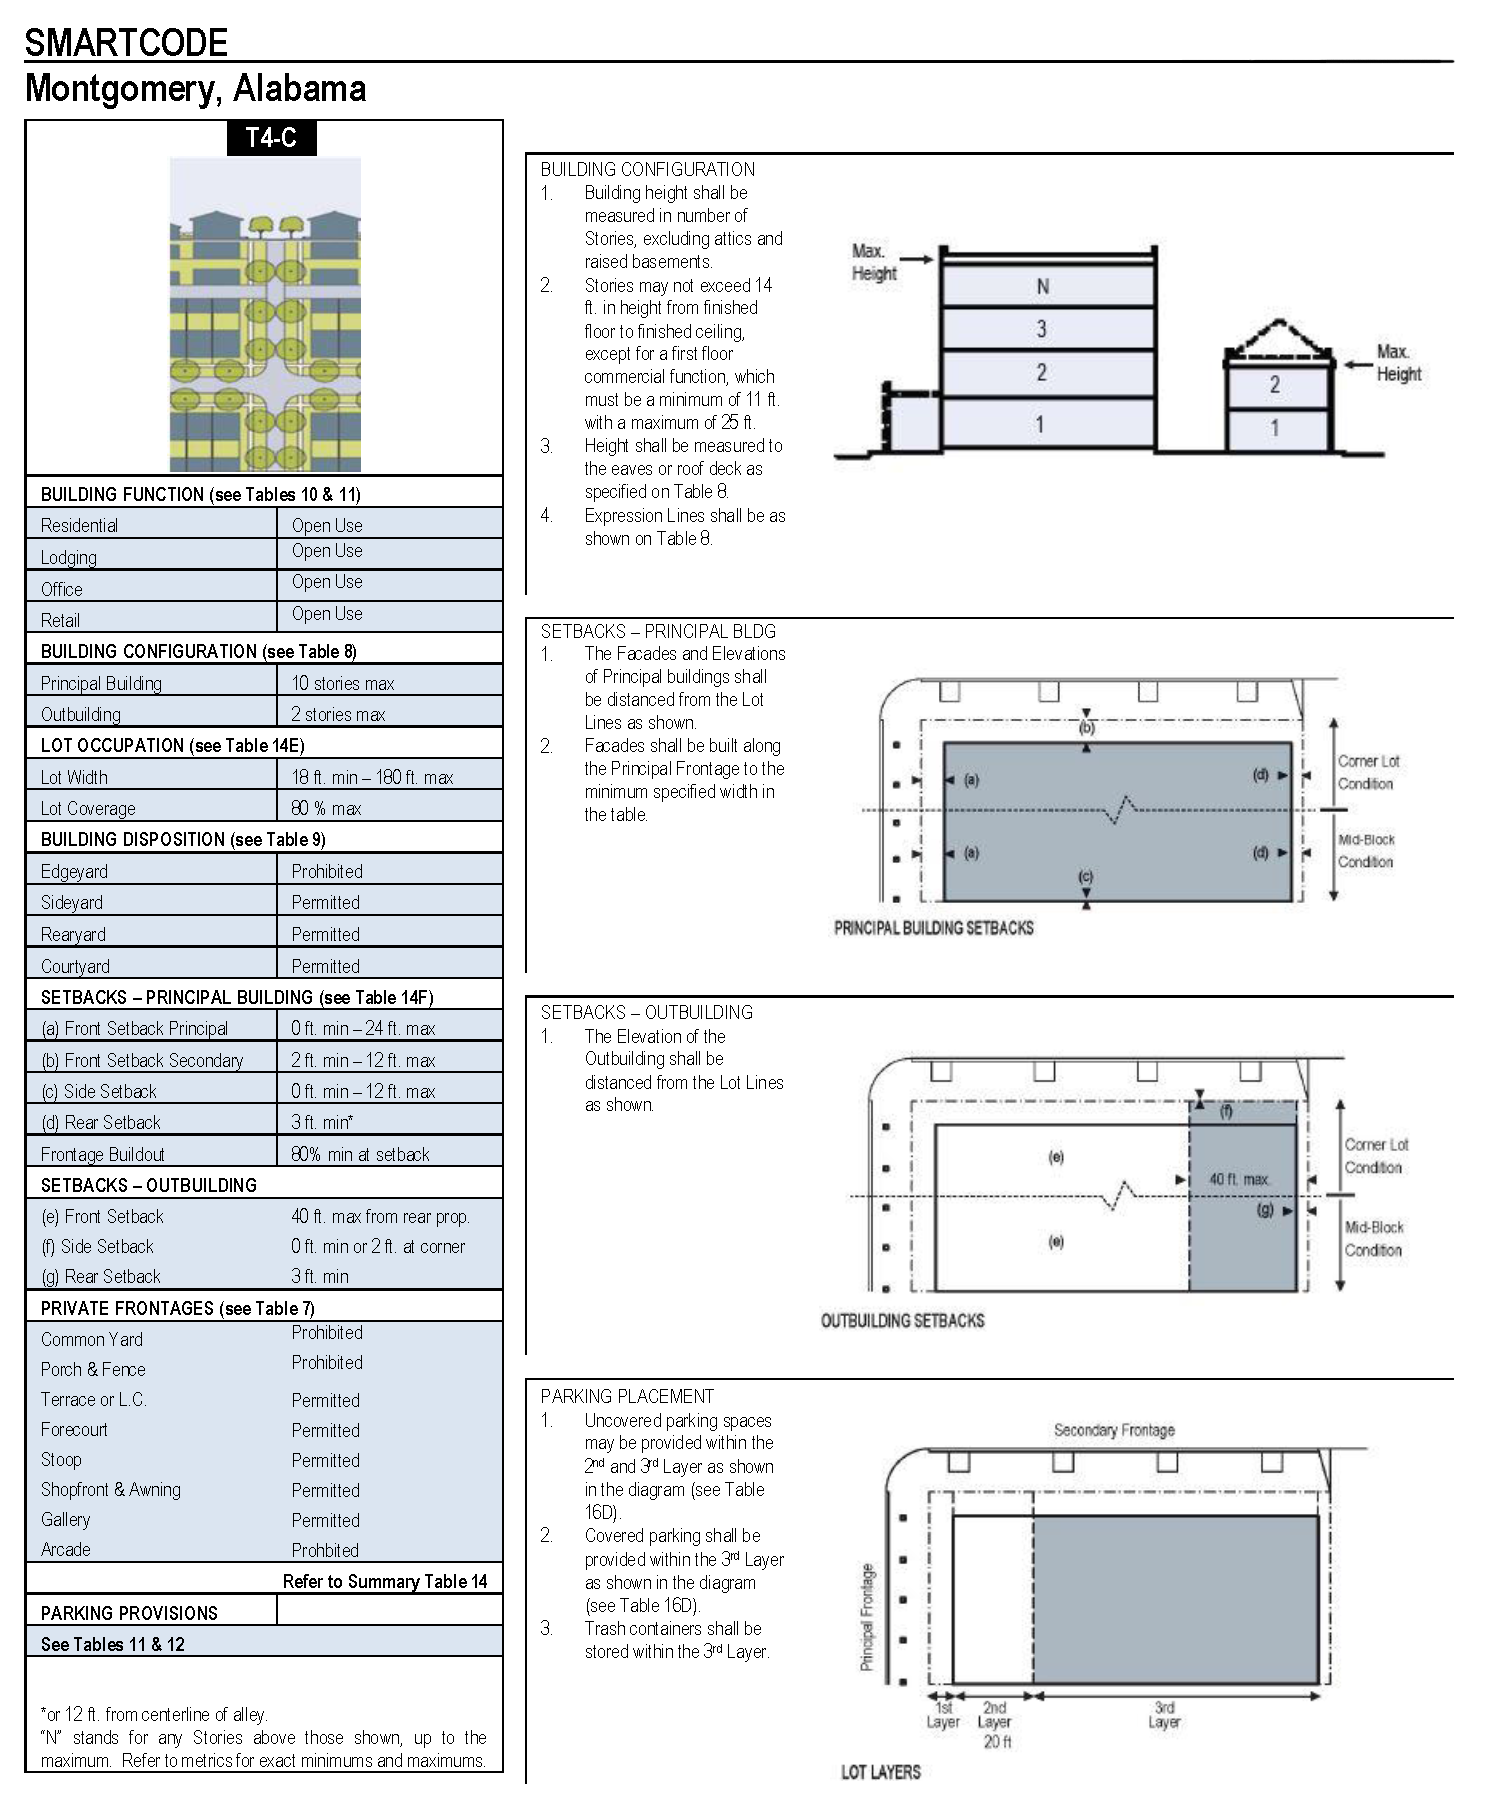 SMARTCODE
Montgomery, Alabama
T4-C
BUILDING FUNCTION (see Tables 10 & 11)
Residential Open Use
Lodging Open Use
Office Open Use
Retail Open Use
BUILDING CONFIGURATION (see Table 8)
Principal Building 10 stories max
Outbuilding 2 stories max
LOT OCCUPATION (see Table 14E)
Lot Width 18 ft. min – 180 ft. max
Lot Coverage 80 % max
BUILDING DISPOSITION (see Table 9)
Edgeyard Prohibited
Sideyard Permitted
Rearyard Permitted
Courtyard Permitted
SETBACKS – PRINCIPAL BUILDING (see Table 14F)
(a) Front Setback Principal 0 ft. min – 24 ft. max
(b) Front Setback Secondary 2 ft. min – 12 ft. max
(c) Side Setback 0 ft. min – 12 ft. max
(d) Rear Setback 3 ft. min*
Frontage Buildout 80% min at setback
SETBACKS – OUTBUILDING
(e) Front Setback 40 ft. max from rear prop.
(f) Side Setback 0 ft. min or 2 ft. at corner
(g) Rear Setback 3 ft. min
PRIVATE FRONTAGES (see Table 7)
Common Yard Prohibited
Porch & Fence Prohibited
Terrace or L.C. Permitted
Forecourt Permitted
Stoop Permitted
Shopfront & Awning Permitted
Gallery Permitted
Arcade Prohbited
Refer to Summary Table 14
PARKING PROVISIONS
See Tables 11 & 12
*or 12 ft. from centerline of alley.
“N” stands for any Stories above those shown, up to the
maximum. Refer to metrics for exact minimums and maximums.
BUILDING CONFIGURATION
1. Building height shall be
measured in number of
Stories, excluding attics and
raised basements.
2. Stories may not exceed 14
ft. in height from finished
floor to finished ceiling,
except for a first floor
commercial function, which
must be a minimum of 11 ft.
with a maximum of 25 ft.
3. Height shall be measured to
the eaves or roof deck as
specified on Table 8.
4. Expression Lines shall be as
shown on Table 8.
Max.
Height
N
3
2
1
Max.
Height
2
1
SETBACKS – PRINCIPAL BLDG
1. The Facades and Elevations
of Principal buildings shall
be distanced from the Lot
Lines as shown.
2. Facades shall be built along
the Principal Frontage to the
minimum specified width in
the table.
(b)
(a) (d)
Corner Lot
Condition
(a) (d)
Mid-Block
Condition
(c)
PRINCIPAL BUILDING SETBACKS
SETBACKS – OUTBUILDING
1. The Elevation of the
Outbuilding shall be
distanced from the Lot Lines
as shown.
(f)
(e)
40 ft. max.
Corner Lot
Condition
(g)
(e)
Mid-Block
Condition
OUTBUILDING SETBACKS
PARKING PLACEMENT
1. Uncovered parking spaces
may be provided within the
2nd and 3rd Layer as shown
in the diagram (see Table
16D).
2. Covered parking shall be
provided within the 3rd Layer
as shown in the diagram
(see Table 16D).
3. Trash containers shall be
stored within the 3rd Layer.
Secondary Frontage
Principal Frontage
1st
Layer
2nd
Layer
20 ft
3rd
Layer
LOT LAYERS